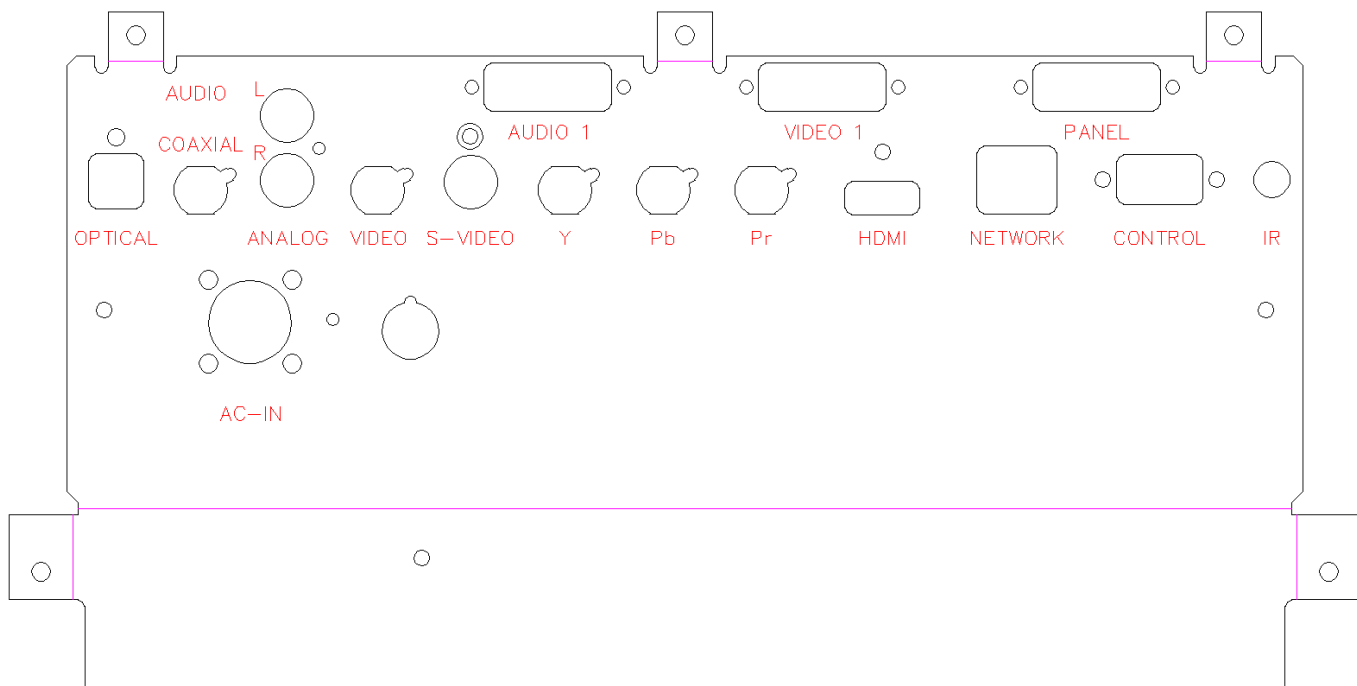 AUDIO
L
AUDIO 1
VIDEO 1
PANEL
COAXIAL
R
OPTICAL
ANALOG
VIDEO
S-VIDEO
Y
Pb
Pr
HDMI
NETWORK
CONTROL
IR
AC-IN